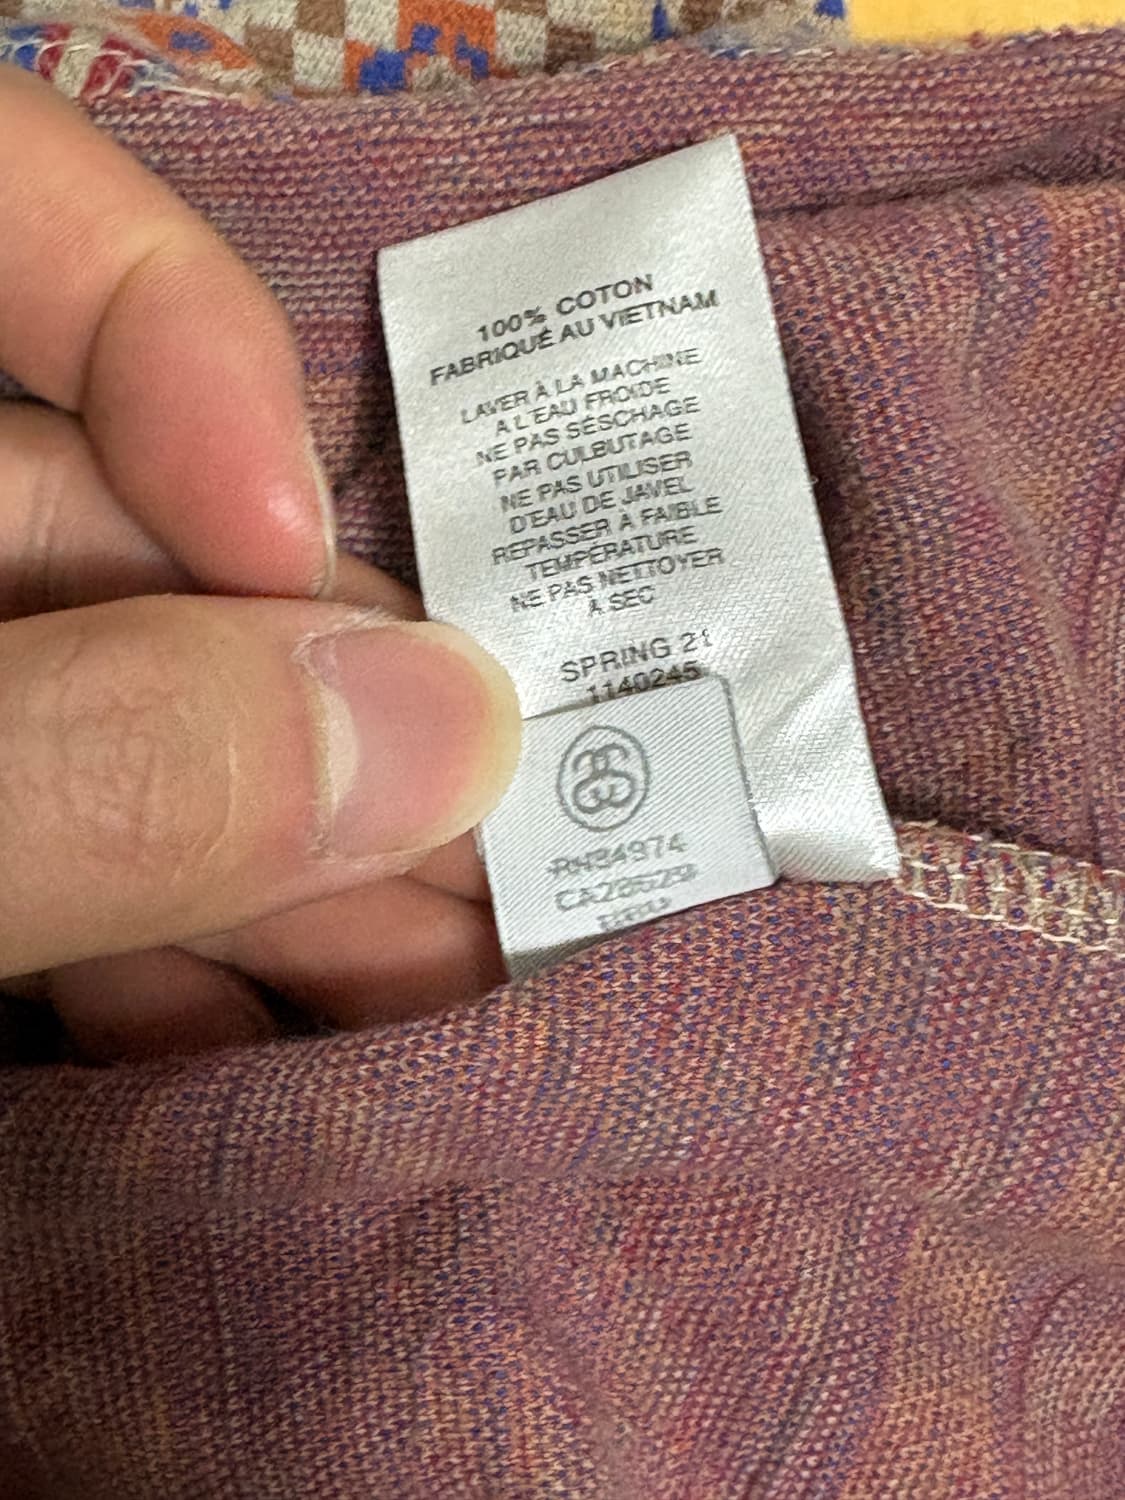 100% COTON
FABRIQUÉ AU VIETNAM
LAVER À LA MACHINE
A L'EAU FROIDE
NE PAS SÉSCHAGE
PAR CULBUTAGE
NE PAS UTILISER
D'EAU DE JAVEL
REPASSER À FAIBLE
TEMPÉRATURE
NE PAS NETTOYER
A SEC
SPRING 21
1140245